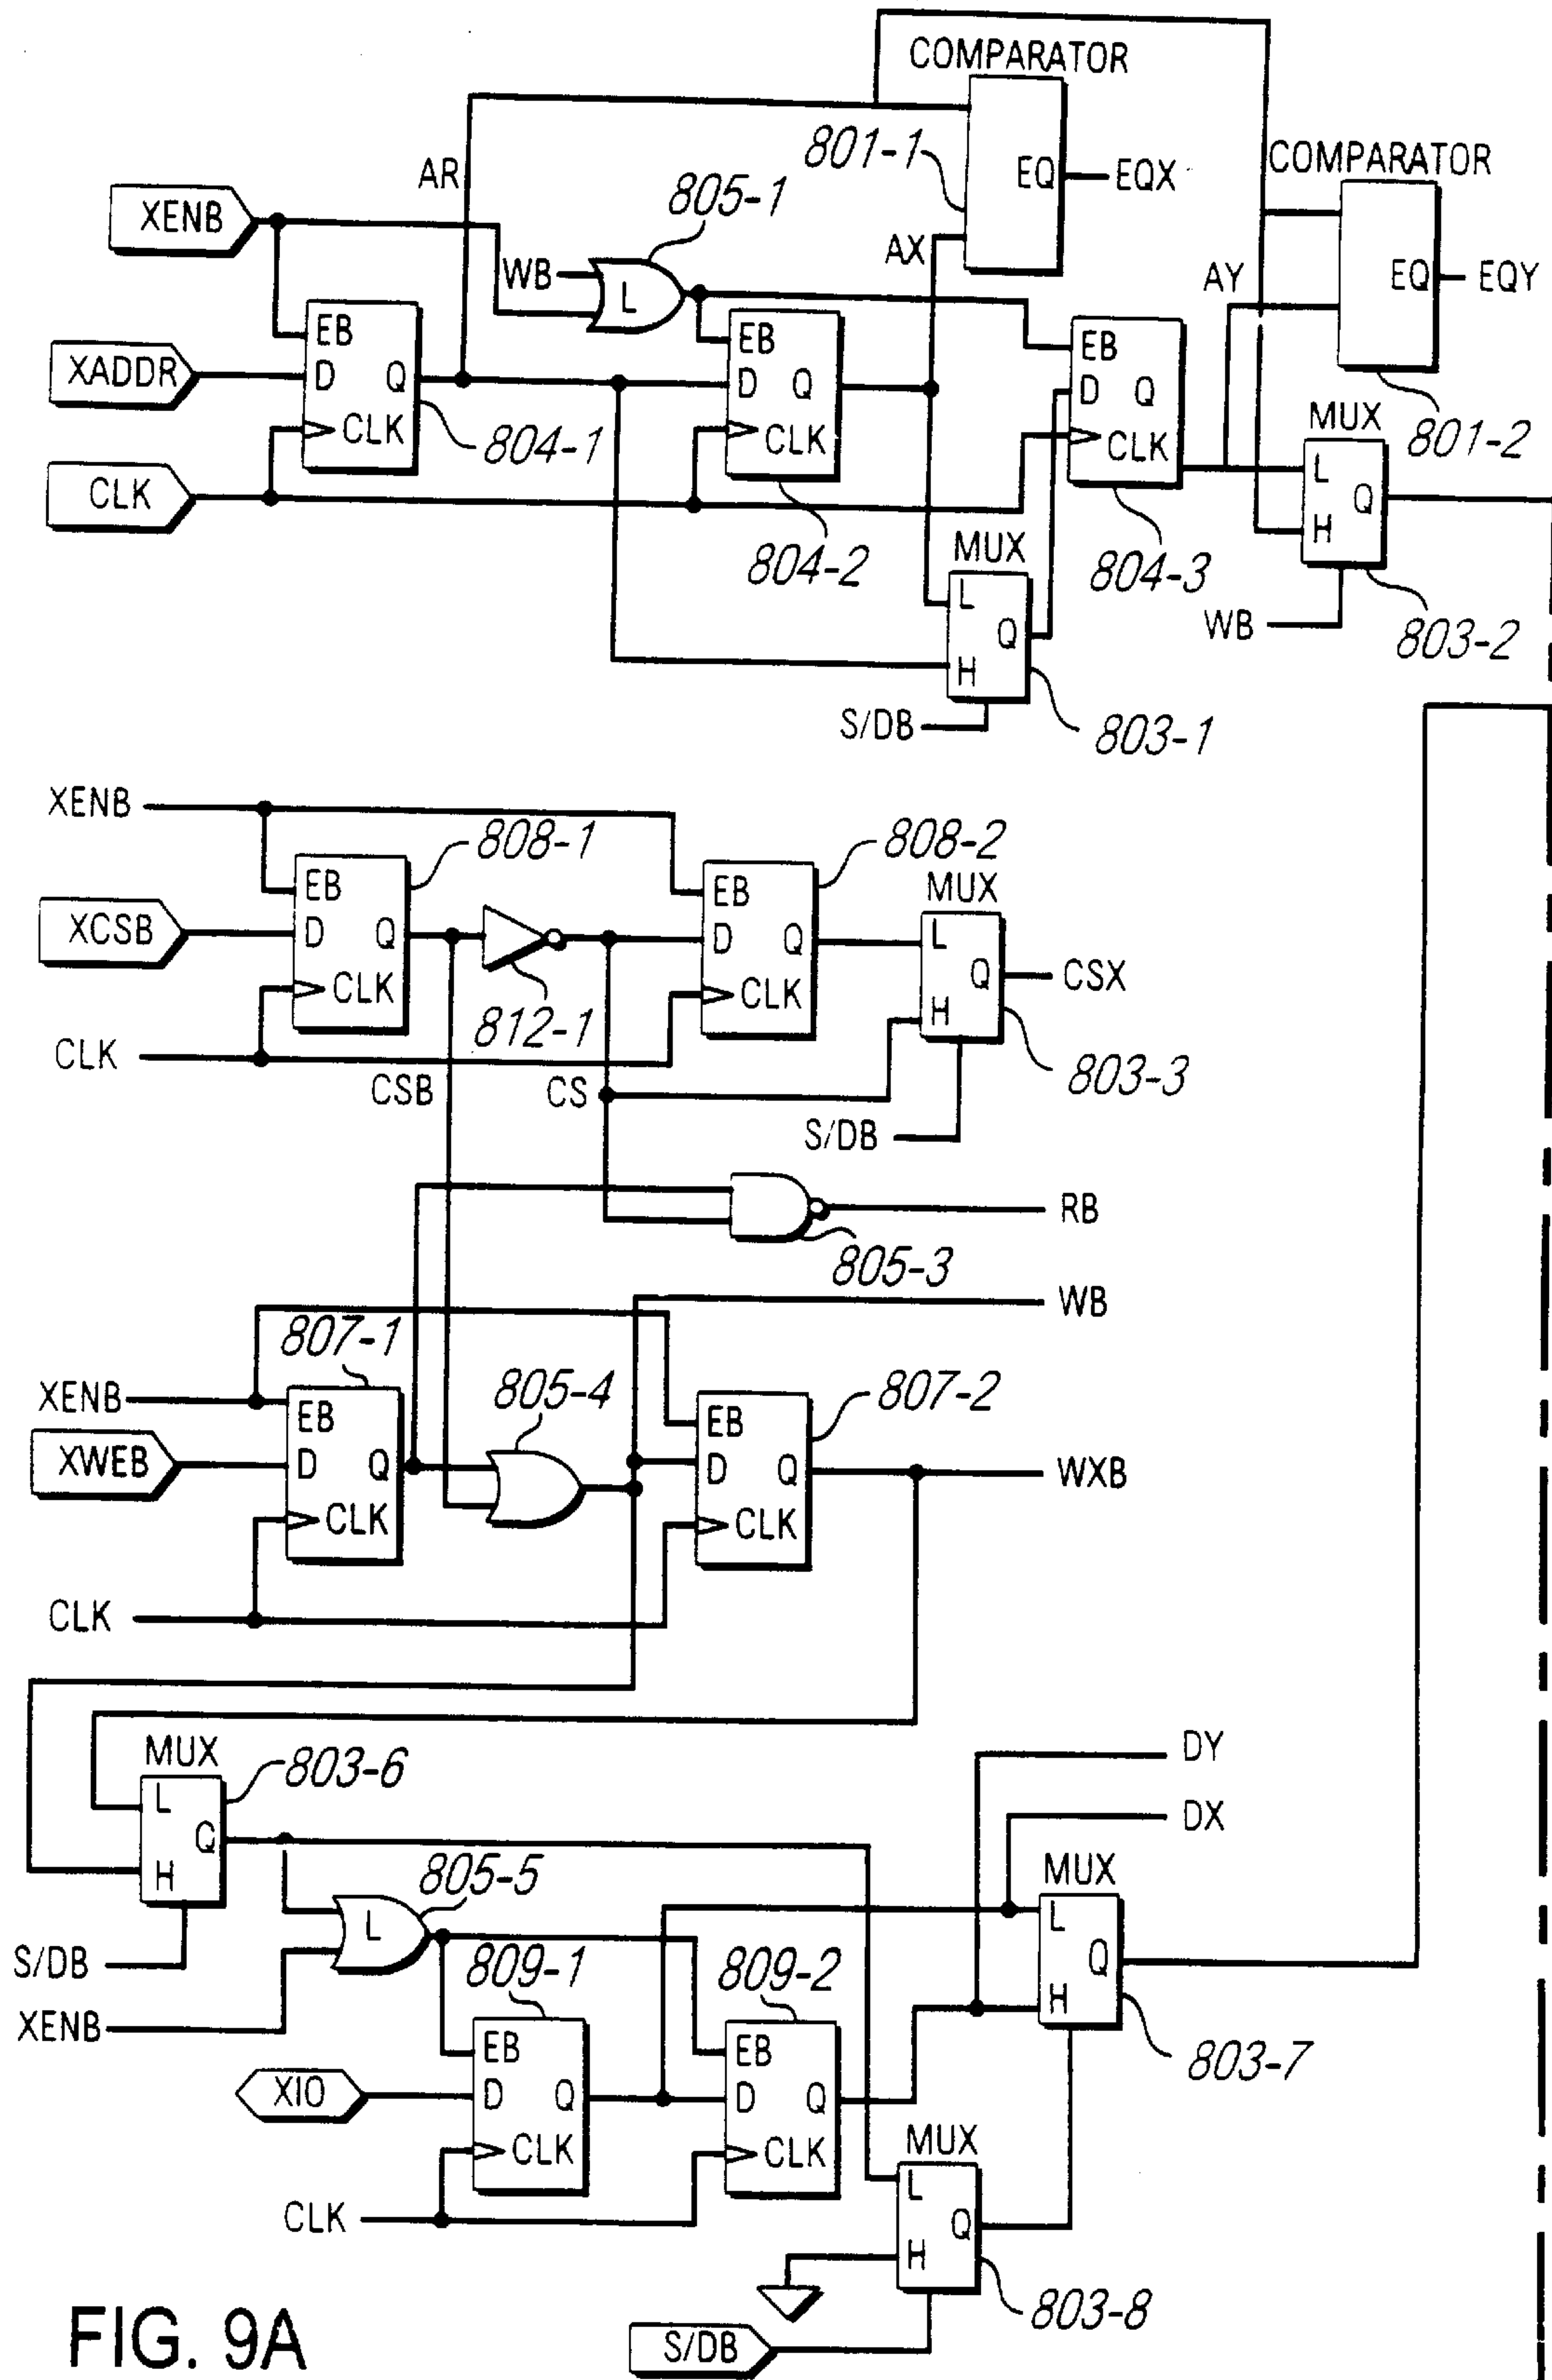 COMPARATOR
801-1
EQ
EQX
COMPARATOR
AR
805-1
XENB
WB
L
AX
AY
EQ
EQY
EB
XADDR
D
Q
CLK
804-1
EB
D
Q
CLK
804-2
EB
D
Q
CLK
804-3
MUX
801-2
L
Q
H
WB
803-2
CLK
MUX
L
Q
H
S/DB
803-1
XENB
808-1
808-2
EB
XCSB
D
Q
CLK
812-1
EB
D
Q
CLK
MUX
L
Q
H
CSX
CLK
CSB
CS
803-3
S/DB
RB
805-3
WB
807-1
XENB
805-4
807-2
EB
XWEB
D
Q
CLK
EB
D
Q
CLK
WXB
CLK
MUX
803-6
L
Q
H
DY
DX
805-5
L
MUX
L
Q
H
S/DB
809-1
809-2
XENB
803-7
EB
XIO
D
Q
CLK
EB
D
Q
CLK
MUX
CLK
L
Q
H
803-8
FIG. 9A
S/DB